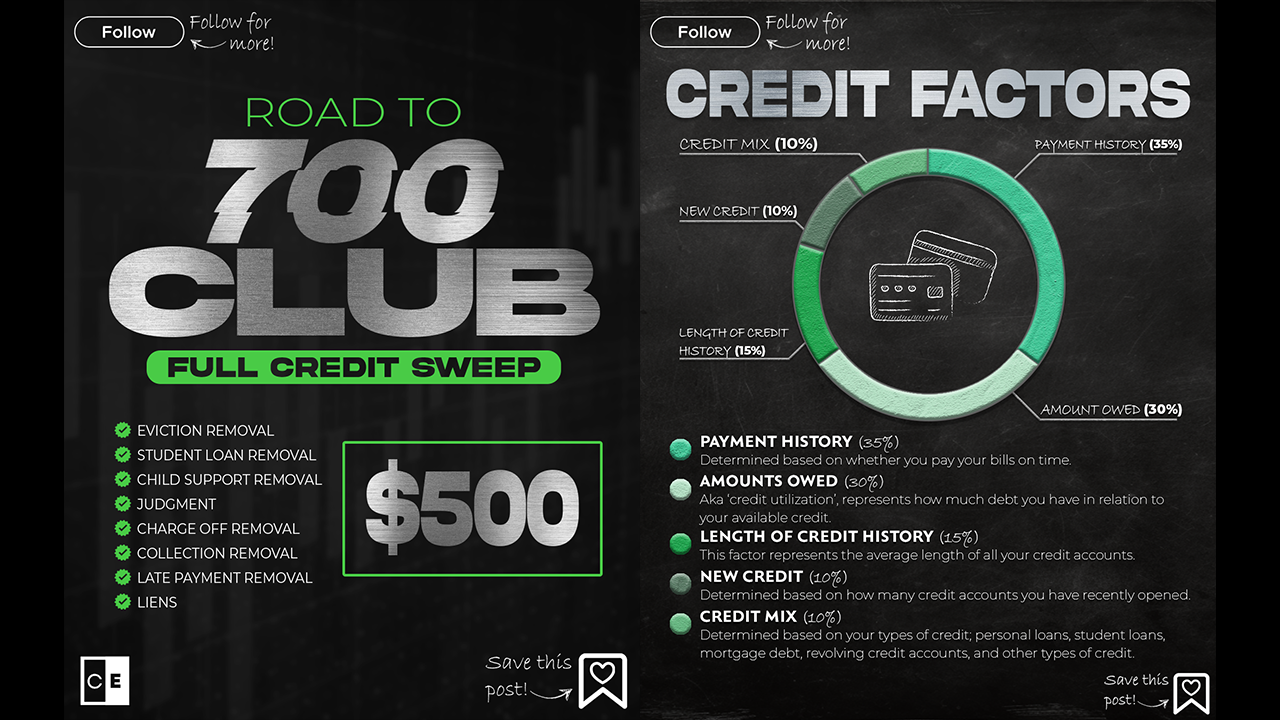 Follow
Follow for
more!
ROAD TO
700
CLUB
FULL CREDIT SWEEP
EVICTION REMOVAL
STUDENT LOAN REMOVAL
CHILD SUPPORT REMOVAL
JUDGMENT
CHARGE OFF REMOVAL
COLLECTION REMOVAL
LATE PAYMENT REMOVAL
LIENS
$500
CE
Save this
post!
Follow
Follow for
more!
CREDIT FACTORS
CREDIT MIX (10%)
PAYMENT HISTORY (35%)
NEW CREDIT (10%)
LENGTH OF CREDIT
HISTORY (15%)
AMOUNT OWED (30%)
PAYMENT HISTORY (35%)
Determined based on whether you pay your bills on time.
AMOUNTS OWED (30%)
Aka 'credit utilization', represents how much debt you have in relation to
your available credit.
LENGTH OF CREDIT HISTORY (15%)
This factor represents the average length of all your credit accounts.
NEW CREDIT (10%)
Determined based on how many credit accounts you have recently opened.
CREDIT MIX (10%)
Determined based on your types of credit; personal loans, student loans,
mortgage debt, revolving credit accounts, and other types of credit.
Save this
post!